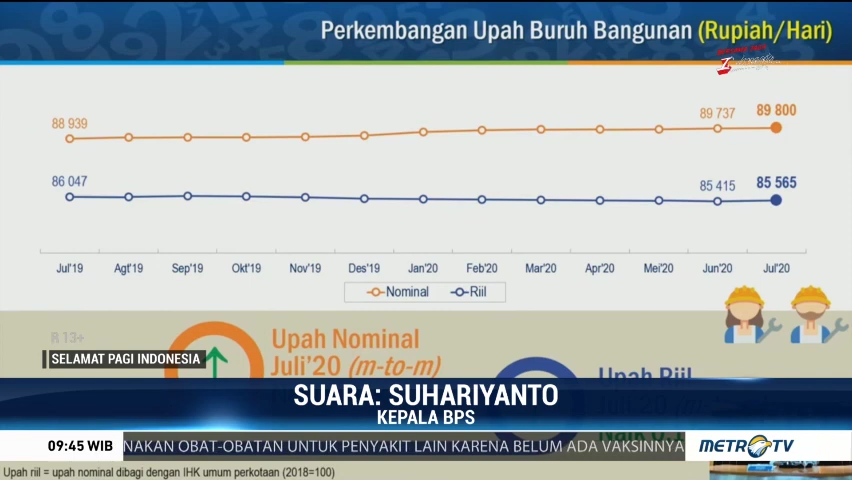 Perkembangan Upah Buruh Bangunan (Rupiah/Hari)
88 939
89 737
89 800
86 047
85 415
85 565
Jul'19 Agt'19 Sep'19 Okt'19 Nov'19 Des'19 Jan'20 Feb'20 Mar'20 Apr'20 Mei'20 Jun'20 Jul'20
Nominal Riil
R 13+
SELAMAT PAGI INDONESIA
Upah Nominal
Juli'20 (m-to-m)
Upah Riil
SUARA: SUHARIYANTO
KEPALA BPS
09:45 WIB
NAKAN OBAT-OBATAN UNTUK PENYAKIT LAIN KARENA BELUM ADA VAKSINNYA
METRO TV
Upah riil = upah nominal dibagi dengan IHK umum perkotaan (2018=100)